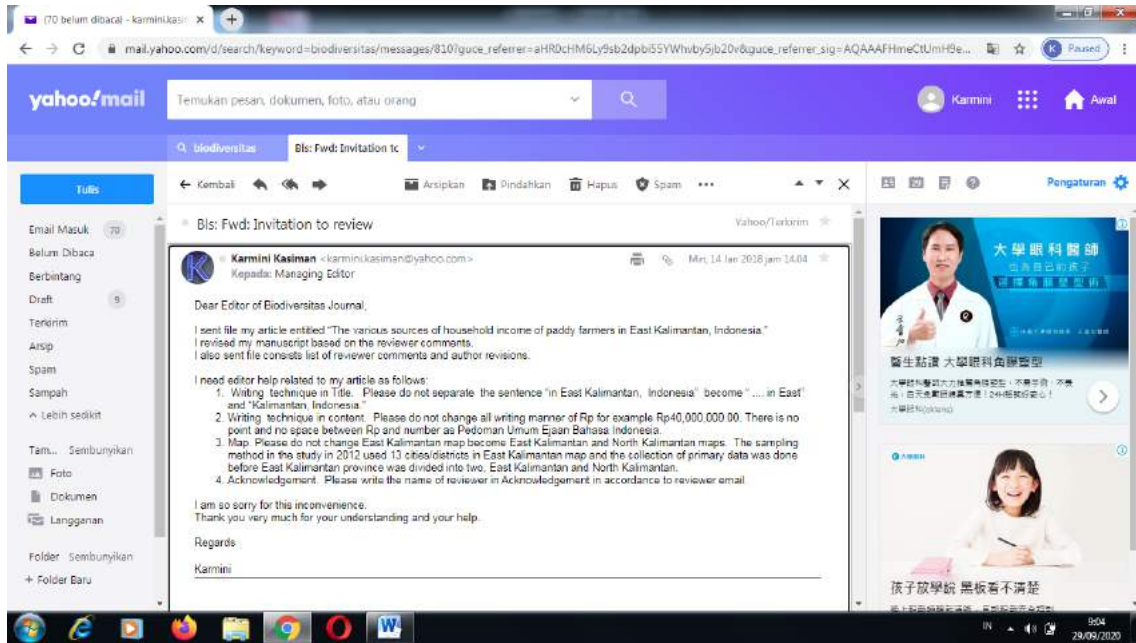 (70 belum dibaca) - karmini.kasi
mail.yahoo.com/d/search/keyword=biodiversitas/messages/810?guce_referrer=
Paused
yahoo!mail
Temukan pesan, dokumen, foto, atau orang
Karmini
Awal
biodiversitas
Bls: Fwd: Invitation tc
Tulis
Kembali
Arsipkan
Pindahkan
Hapus
Spam
Pengaturan
Email Masuk 70
Belum Dibaca
Berbintang
Draft 9
Terkirim
Arsip
Spam
Sampah
Lebih sedikit
Tam... Sembunyikan
Foto
Dokumen
Langganan
Folder Sembunyikan
+ Folder Baru
Bls: Fwd: Invitation to review
Yahoo/Terkirim
Karmini Kasiman <karmini.kasiman@yahoo.com>
Min, 14 Jan 2018 jam 14.04
Kepada: Managing Editor
Dear Editor of Biodiversitas Journal,
I sent file my article entitled "The various sources of household income of paddy farmers in East Kalimantan, Indonesia."
I revised my manuscript based on the reviewer comments.
I also sent file consists list of reviewer comments and author revisions.
I need editor help related to my article as follows:
1. Writing technique in Title. Please do not separate the sentence "in East Kalimantan, Indonesia" become " .... in East"
and "Kalimantan, Indonesia."
2. Writing technique in content. Please do not change all writing manner of Rp for example Rp40,000,000.00. There is no
point and no space between Rp and number as Pedoman Umum Ejaan Bahasa Indonesia.
3. Map. Please do not change East Kalimantan map become East Kalimantan and North Kalimantan maps. The sampling
method in the study in 2012 used 13 cities/districts in East Kalimantan map and the collection of primary data was done
before East Kalimantan province was divided into two, East Kalimantan and North Kalimantan.
4. Acknowledgement. Please write the name of reviewer in Acknowledgement in accordance to reviewer email.
I am so sorry for this inconvenience.
Thank you very much for your understanding and your help.
Regards
Karmini
大學眼科醫師
也為自己的孩子
選擇角膜塑型術
醫生點讚 大學眼科角膜塑型
孩子放學說 黑板看不清楚
IN
9:04
29/09/2020